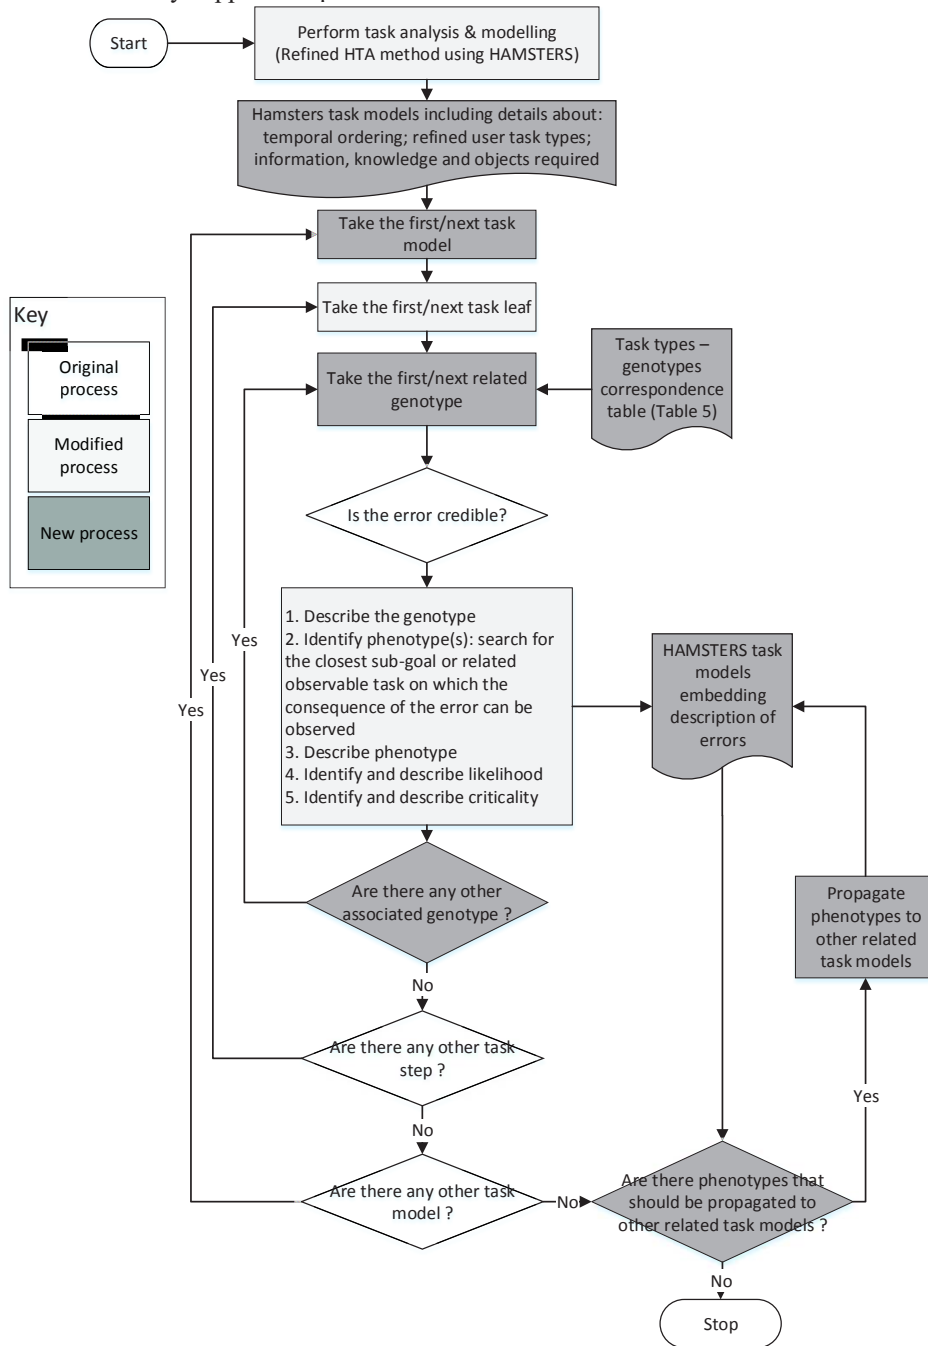 Start
Perform task analysis & modelling
(Refined HTA method using HAMSTERS)
Hamsters task models including details about:
temporal ordering; refined user task types;
information, knowledge and objects required
Take the first/next task
model
Take the first/next task leaf
Key
Original
process
Modified
process
New process
Take the first/next related
genotype
Task types –
genotypes
correspondence
table (Table 5)
Is the error credible?
1. Describe the genotype
2. Identify phenotype(s): search for
the closest sub-goal or related
observable task on which the
consequence of the error can be
observed
3. Describe phenotype
4. Identify and describe likelihood
5. Identify and describe criticality
HAMSTERS task
models
embedding
description of
errors
Yes
Yes
Yes
Are there any other
associated genotype ?
Propagate
phenotypes to
other related
task models
No
Are there any other task
step ?
Yes
No
Are there any other task
model ?
No
Are there phenotypes that
should be propagated to
other related task models ?
No
Stop